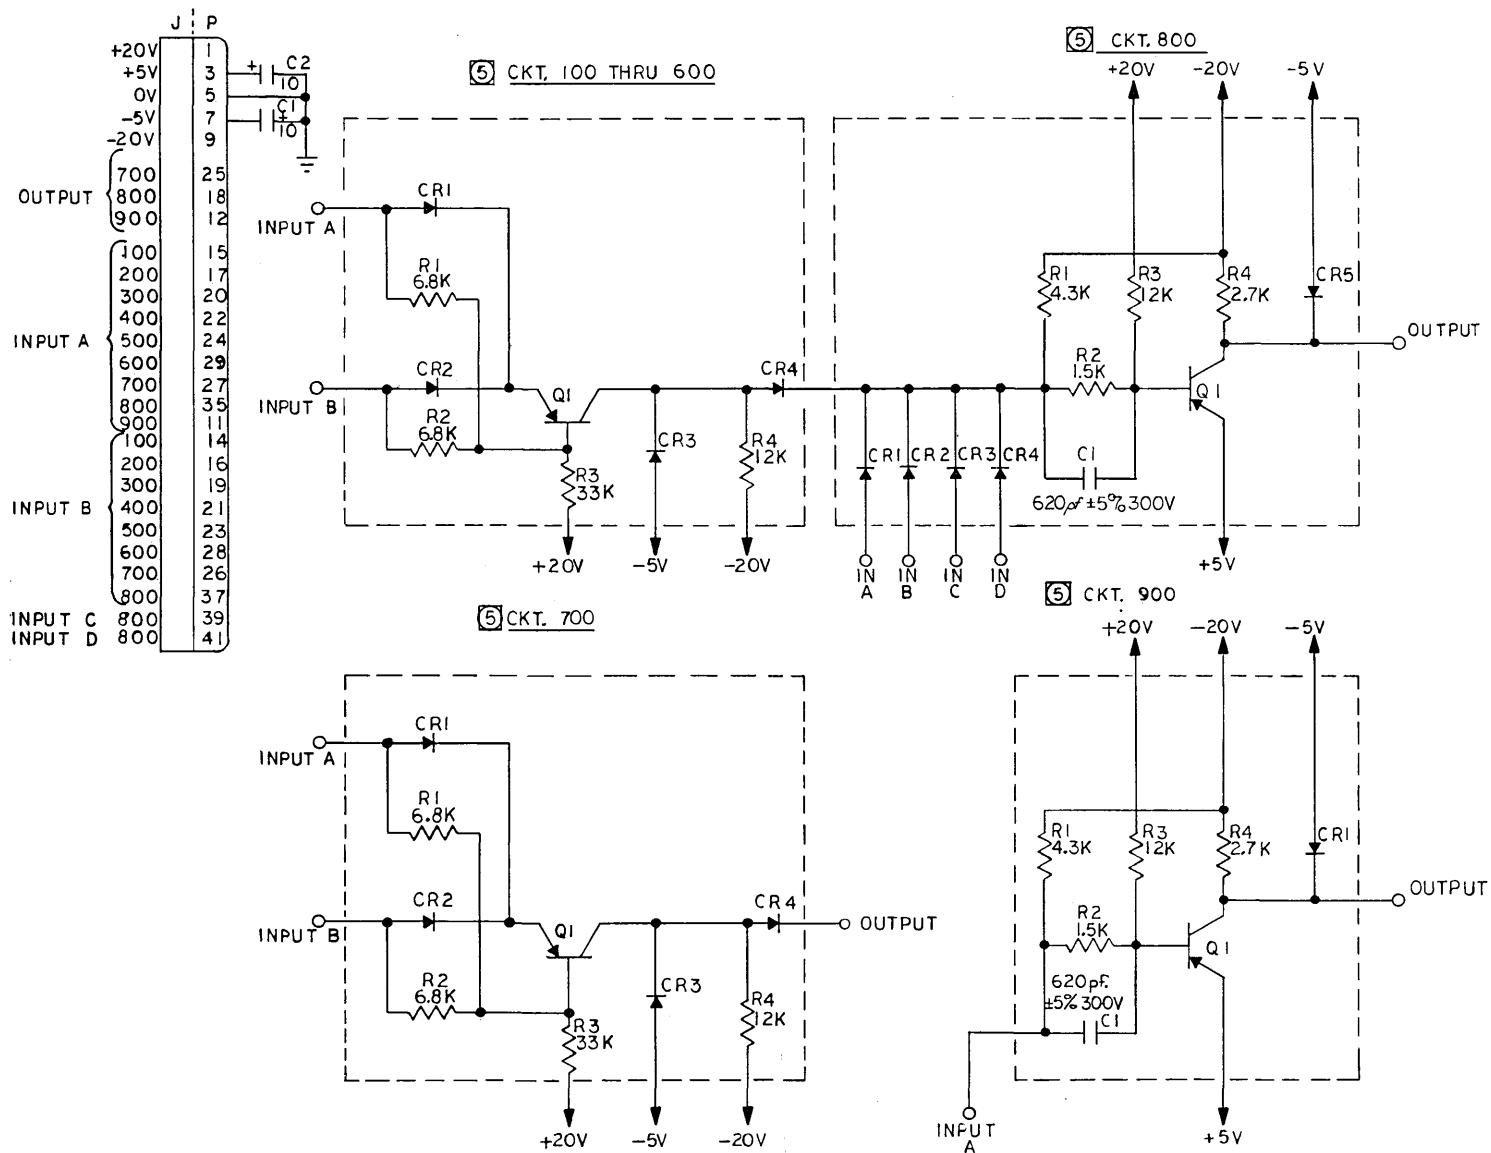 J P
+20V 1
+5V 3
0V 5
-5V 7
-20V 9
+ C2
10
C1
+
10
OUTPUT
700 25
800 18
900 12
INPUT A
100 15
200 17
300 20
400 22
500 24
600 29
700 27
800 35
900 11
INPUT B
100 14
200 16
300 19
400 21
500 23
600 28
700 26
800 37
INPUT C 800 39
INPUT D 800 41
5 CKT. 100 THRU 600
INPUT A
CR1
R1
6.8K
INPUT B
CR2
R2
6.8K
Q1
R3
33K
CR3
R4
12K
CR4
+20V -5V -20V
5 CKT. 800
+20V -20V -5V
R1
4.3K
R3
12K
R4
2.7K
CR5
OUTPUT
R2
1.5K
Q1
CR1 CR2 CR3 CR4
C1
620pf ±5% 300V
IN
A
IN
B
IN
C
IN
D
+5V
5 CKT. 700
INPUT A
CR1
R1
6.8K
INPUT B
CR2
R2
6.8K
Q1
R3
33K
CR3
R4
12K
CR4
OUTPUT
+20V -5V -20V
5 CKT. 900
+20V -20V -5V
R1
4.3K
R3
12K
R4
2.7K
CR1
OUTPUT
R2
1.5K
Q1
620pf.
±5% 300V
C1
INPUT
A
+5V